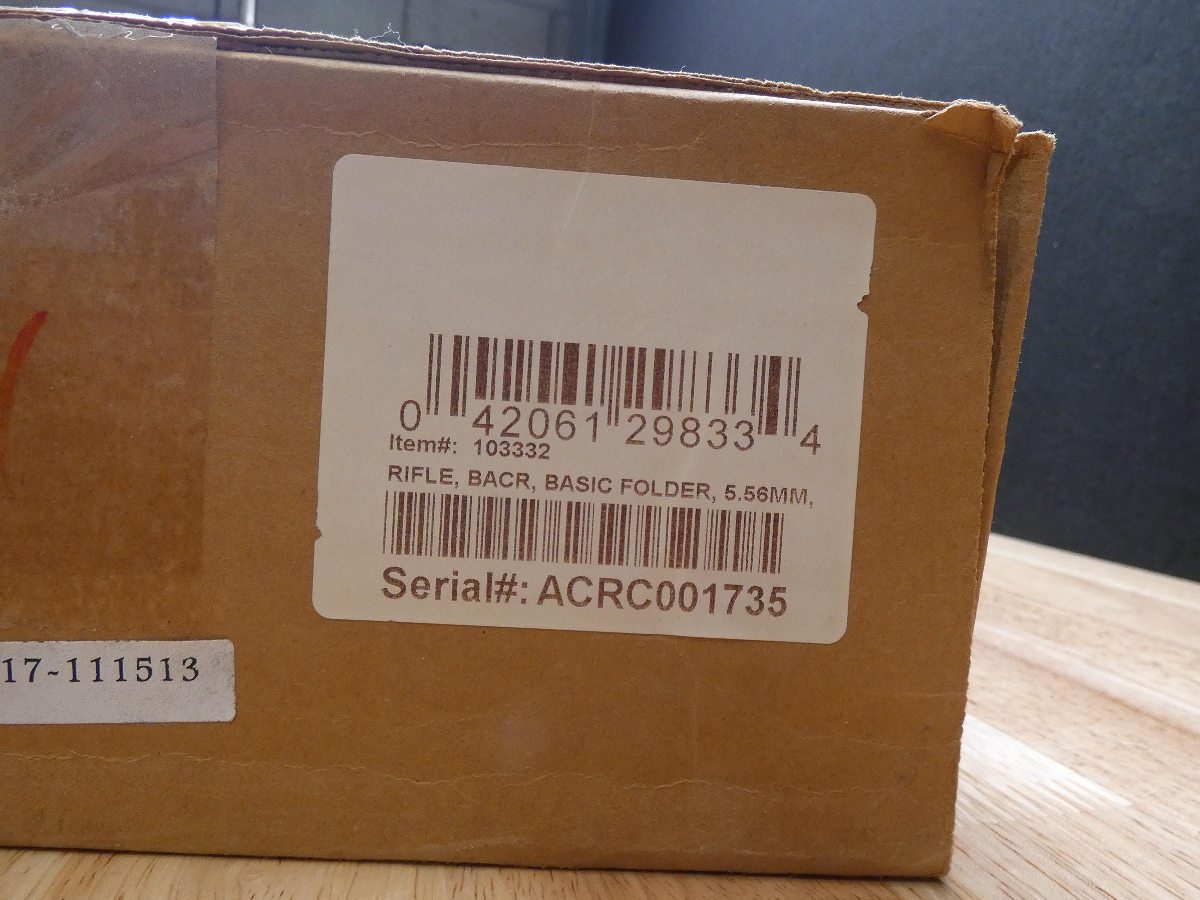 0 42061 29833 4
Item#: 103332
RIFLE, BACR, BASIC FOLDER, 5.56MM,
Serial#: ACRC001735
17-111513